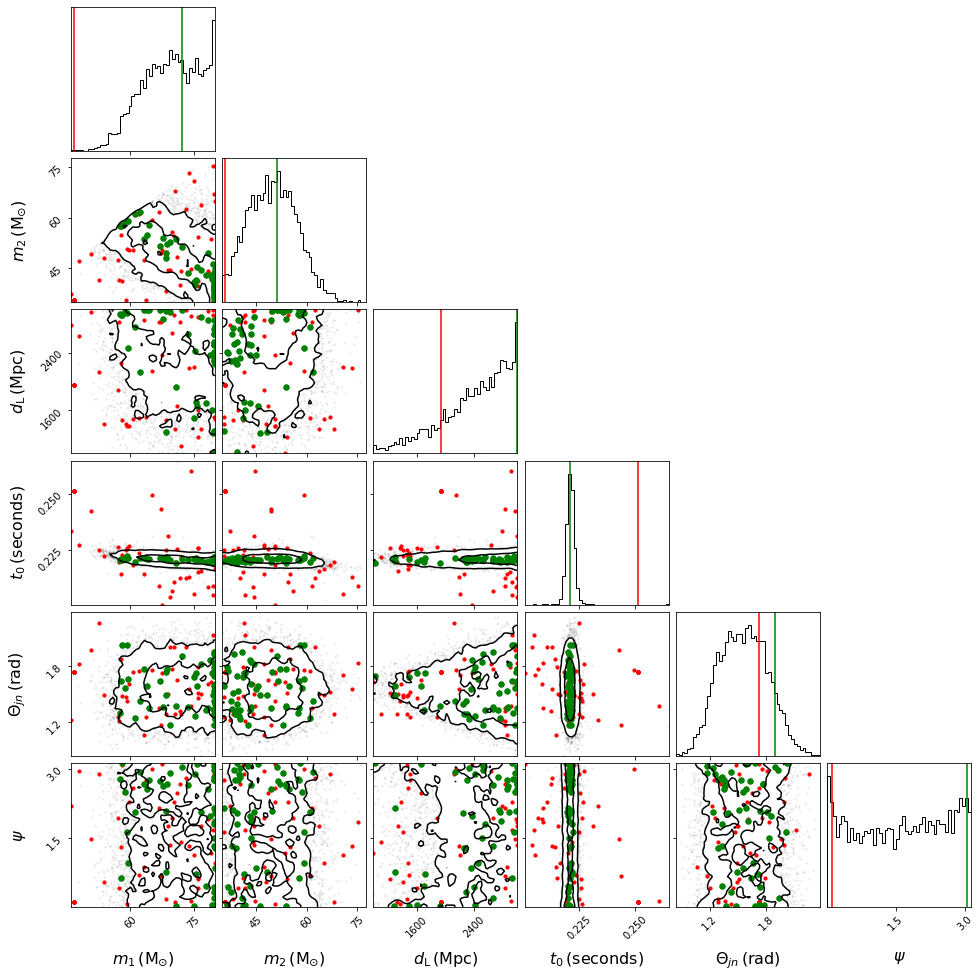 75
60
45
m₂ (M⊙)
2400
1600
d_L (Mpc)
0.250
0.225
t₀ (seconds)
1.8
1.2
Θ_jn (rad)
3.0
1.5
ψ
60 75 45 60 75 1600 2400 0.225 0.250 1.2 1.8 1.5 3.0
m₁ (M⊙) m₂ (M⊙) d_L (Mpc) t₀ (seconds) Θ_jn (rad) ψ